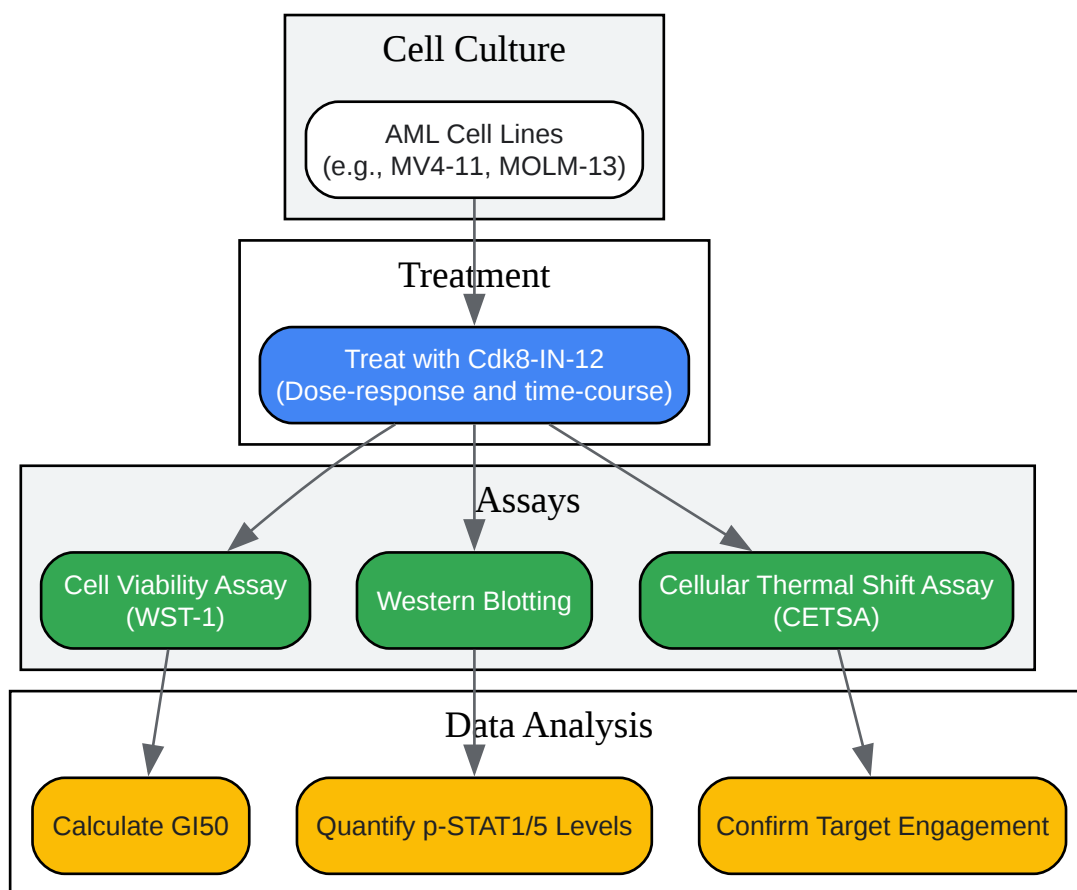 Cell Culture
AML Cell Lines
(e.g., MV4-11, MOLM-13)
Treatment
Treat with Cdk8-IN-12
(Dose-response and time-course)
Assays
Cell Viability Assay
(WST-1)
Western Blotting
Cellular Thermal Shift Assay
(CETSA)
Data Analysis
Calculate GI50
Quantify p-STAT1/5 Levels
Confirm Target Engagement